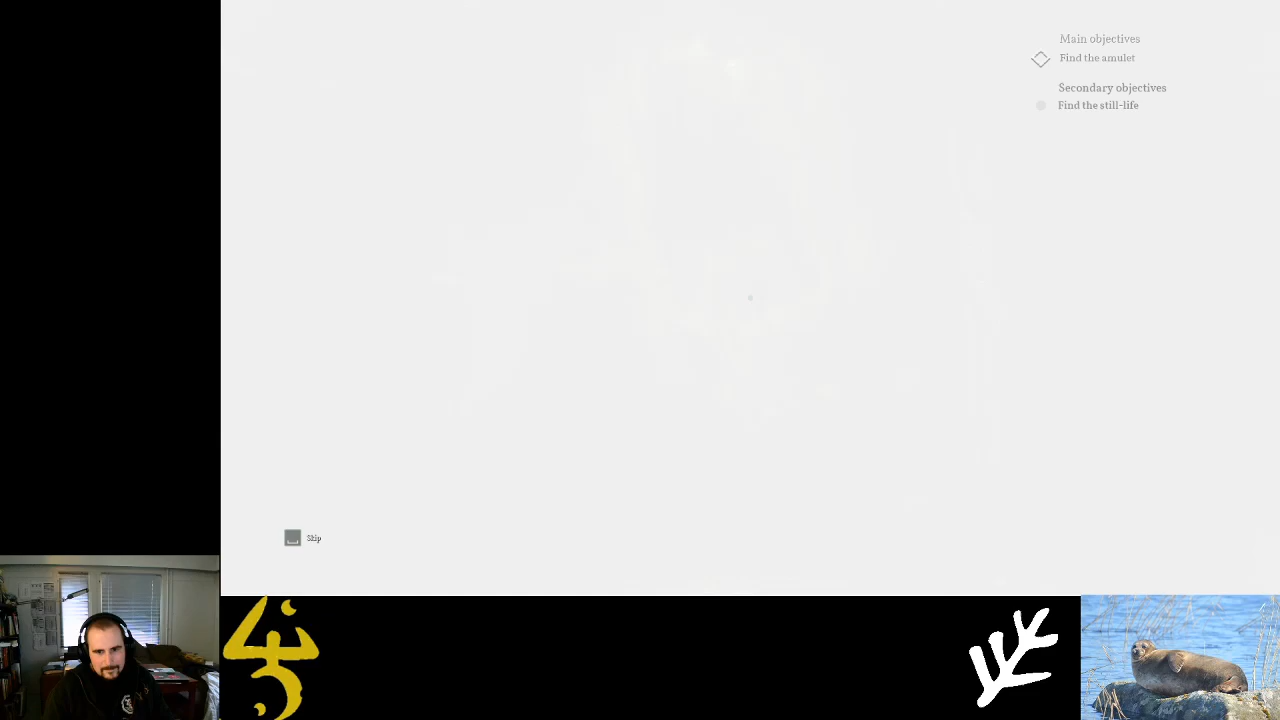 Main objectives
Find the amulet
Secondary objectives
Find the still-life
Skip